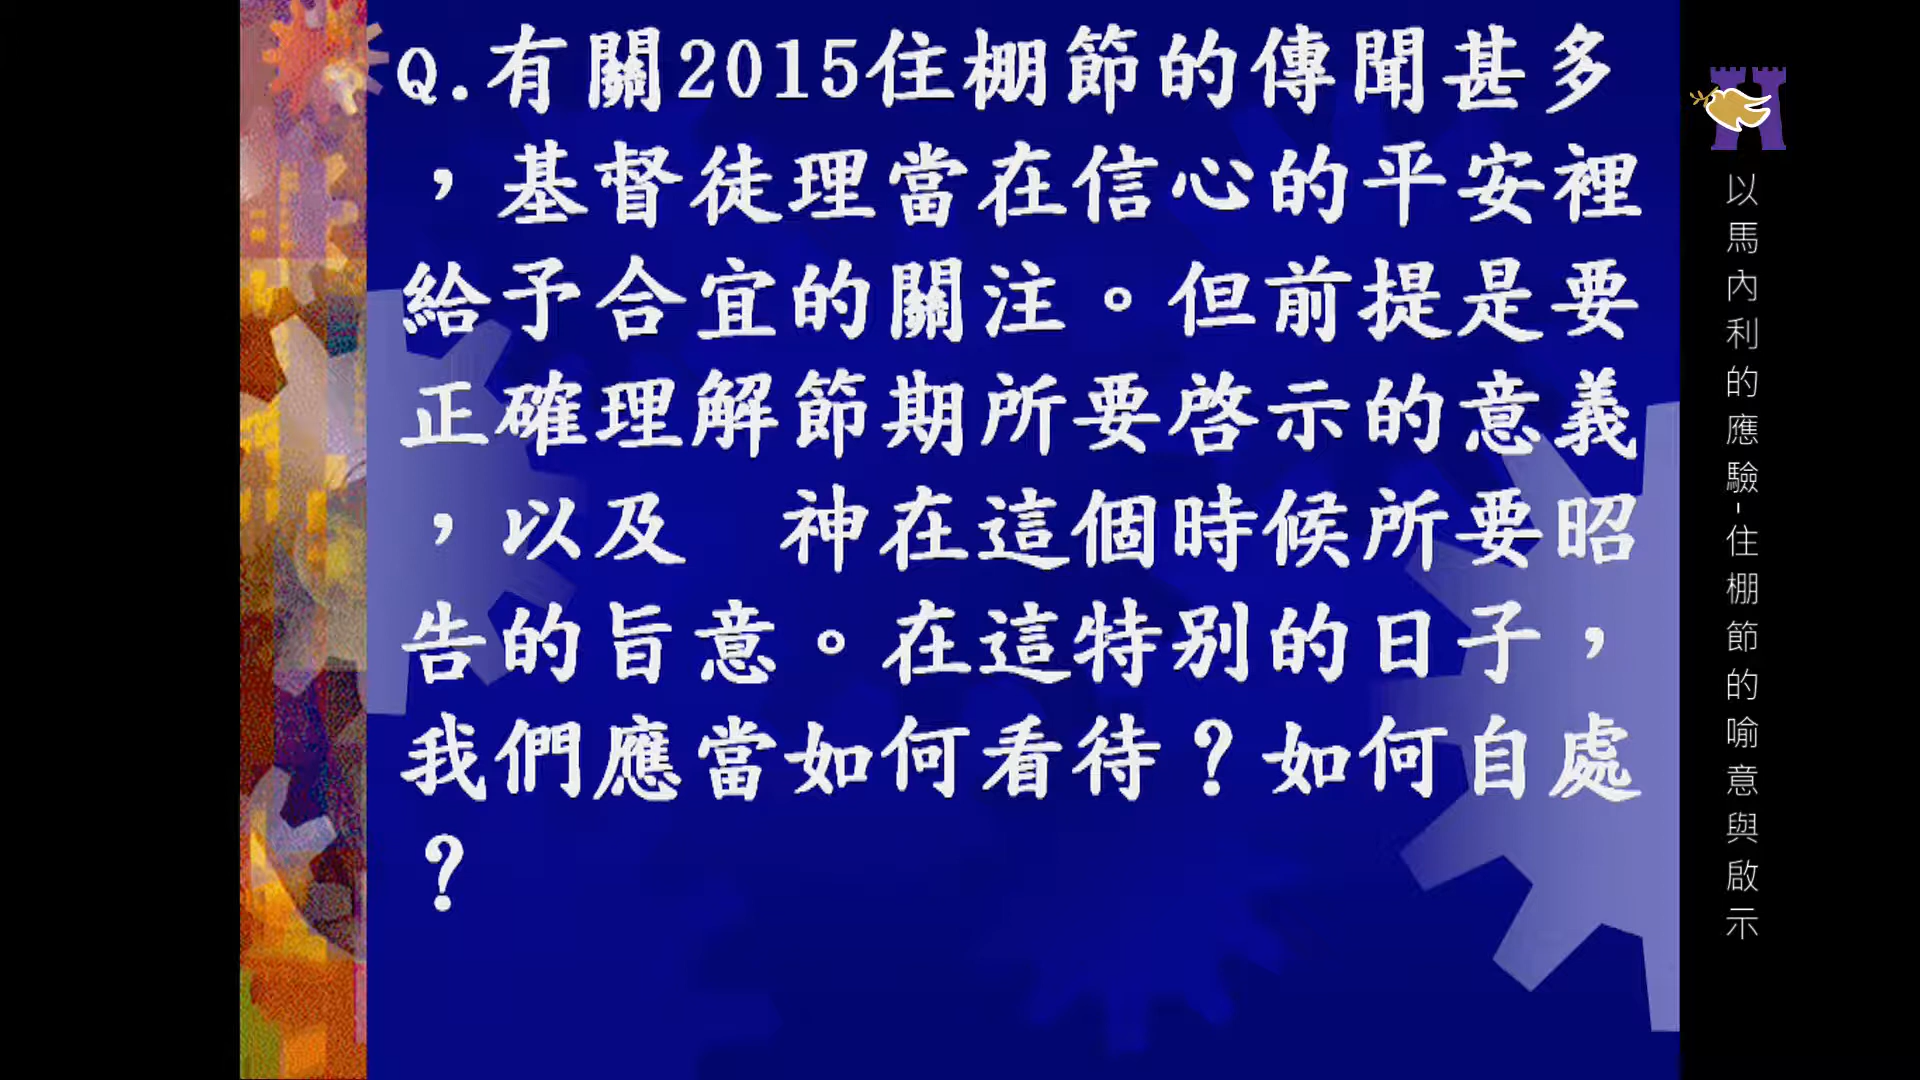 Q.有關2015住棚節的傳聞甚多
，基督徒理當在信心的平安裡
給予合宜的關注。但前提是要
正確理解節期所要啓示的意義
，以及　神在這個時候所要昭
告的旨意。在這特別的日子，
我們應當如何看待？如何自處
？
以馬內利的應驗-住棚節的喻意與啟示